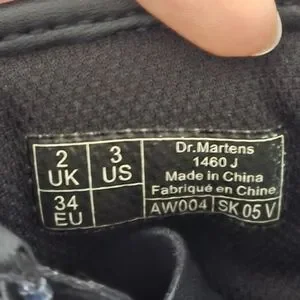 2
UK
3
US
34
EU
Dr.Martens
1460 J
Made in China
Fabriqué en Chine
AW004
SK 05 V